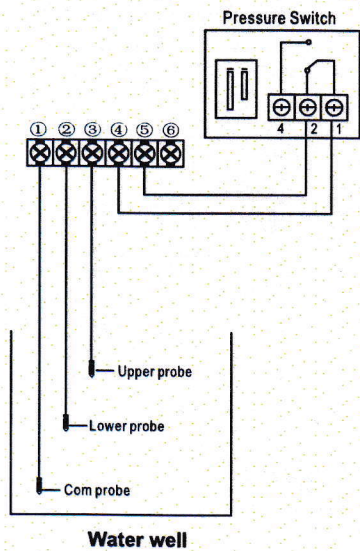 Pressure Switch
4 2 1
① ② ③ ④ ⑤ ⑥
Upper probe
Lower probe
Com probe
Water well